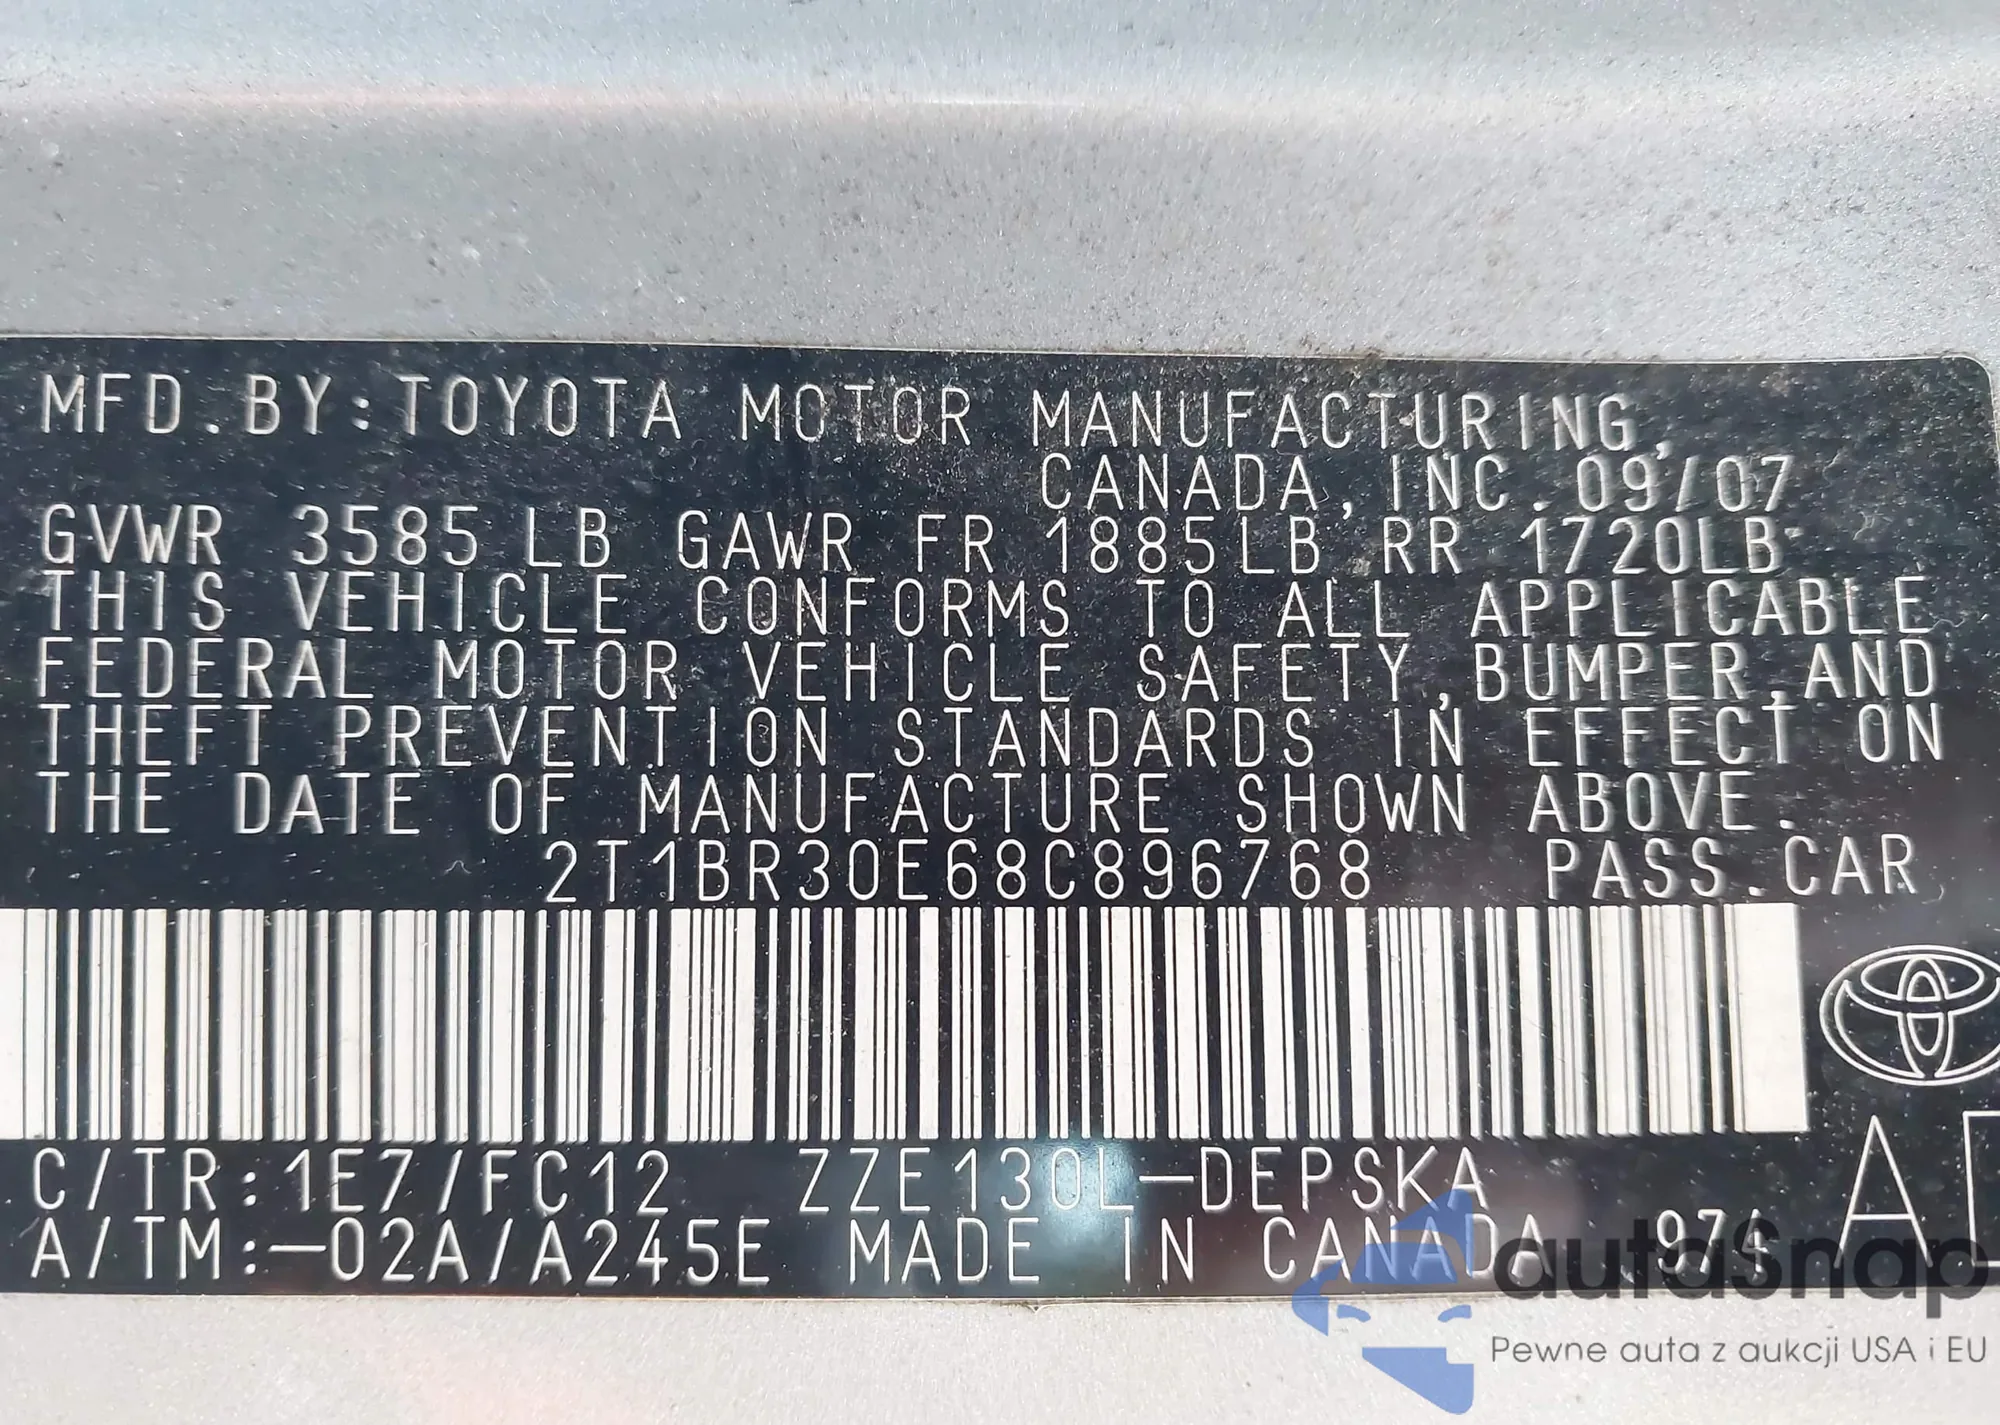 MFD.BY:TOYOTA MOTOR MANUFACTURING,
CANADA, INC. 09/07
GVWR 3585LB GAWR FR 1885LB RR 1720LB
THIS VEHICLE CONFORMS TO ALL APPLICABLE
FEDERAL MOTOR VEHICLE SAFETY, BUMPER, AND
THEFT PREVENTION STANDARDS IN EFFECT ON
THE DATE OF MANUFACTURE SHOWN ABOVE.
2T1BR30E68C896768 PASS.CAR
C/TR:1E7/FC12 ZZE130L-DEPSKA
A/TM:-02A/A245E MADE IN CANADA
autasnap
Pewne auta z aukcji USA i EU